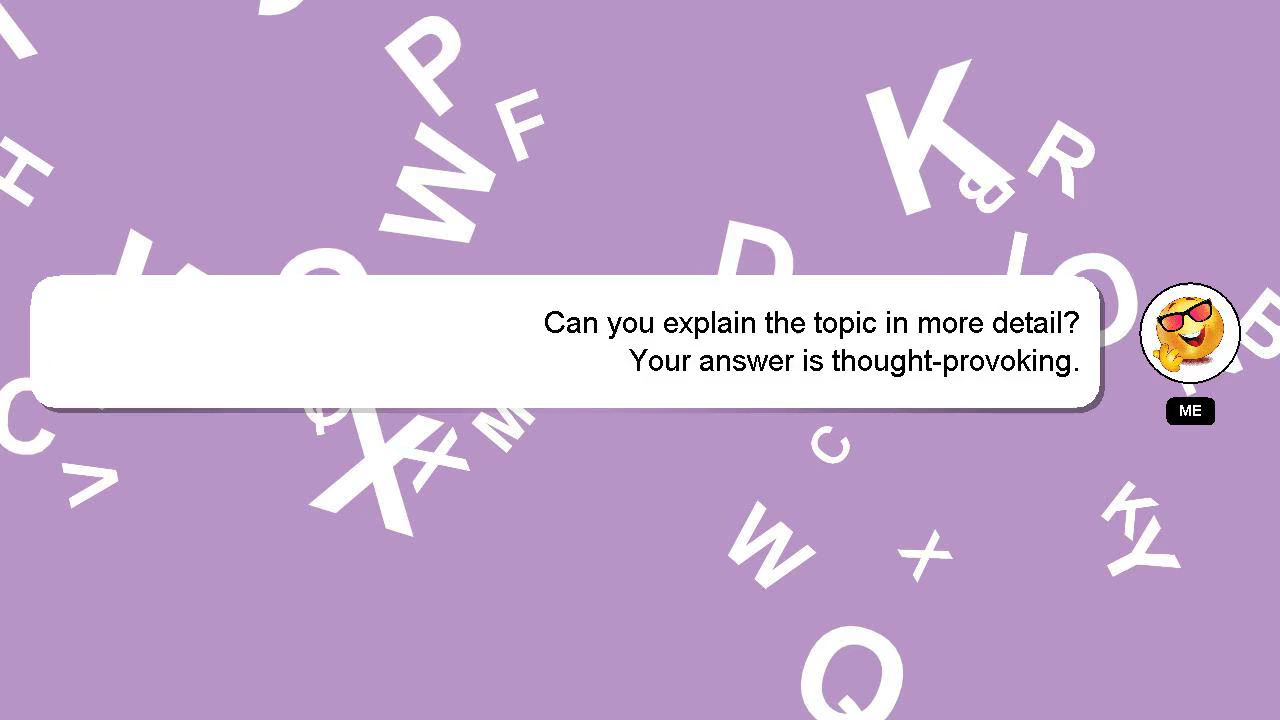 Can you explain the topic in more detail?
Your answer is thought-provoking.
ME